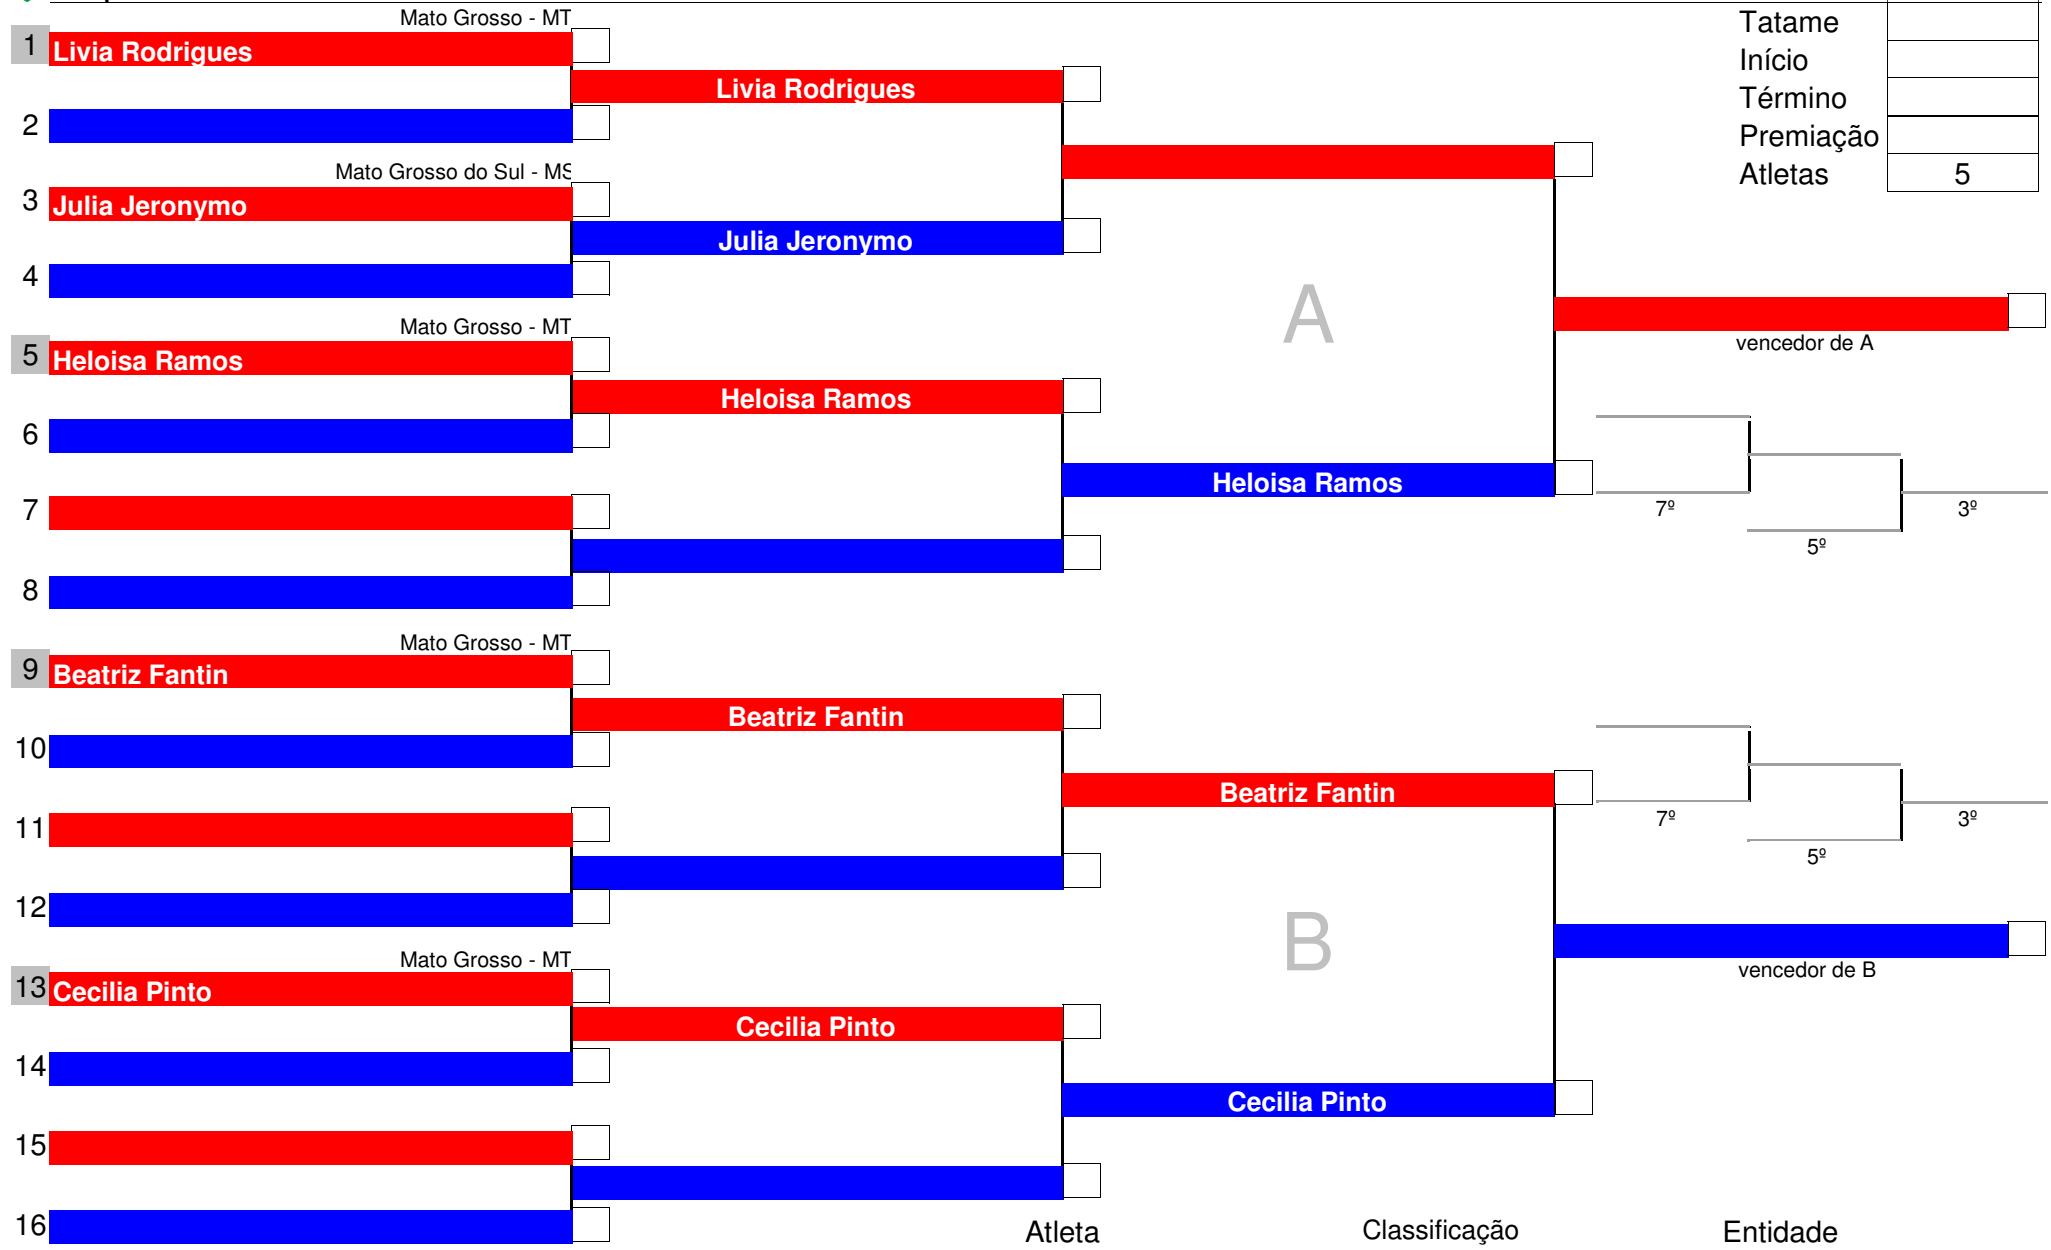 Mato Grosso - MT
Tatame
1 Livia Rodrigues
Início
Livia Rodrigues
Término
2
Premiação
Mato Grosso do Sul - MS
Atletas 5
3 Julia Jeronymo
Julia Jeronymo
4
A
Mato Grosso - MT
vencedor de A
5 Heloisa Ramos
Heloisa Ramos
6
Heloisa Ramos
7
7º 3º
5º
8
Mato Grosso - MT
9 Beatriz Fantin
Beatriz Fantin
10
Beatriz Fantin
11
7º 3º
5º
12
B
Mato Grosso - MT
vencedor de B
13 Cecilia Pinto
Cecilia Pinto
14
Cecilia Pinto
15
16
Atleta Classificação Entidade